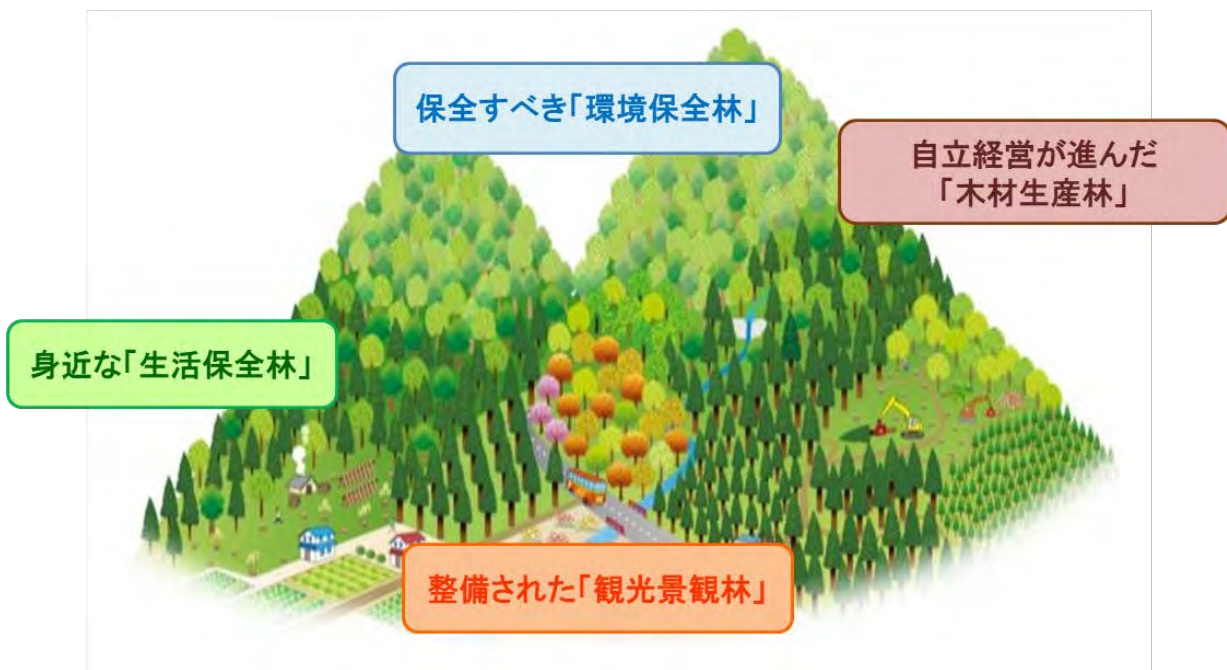 保全すべき「環境保全林」
自立経営が進んだ
「木材生産林」
身近な「生活保全林」
整備された「観光景観林」